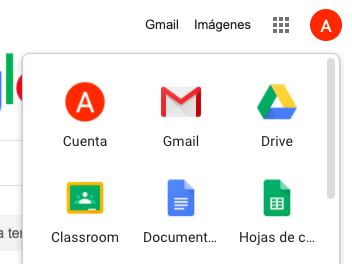 Gmail Imágenes A
A
Cuenta Gmail Drive
Classroom Document... Hojas de c...